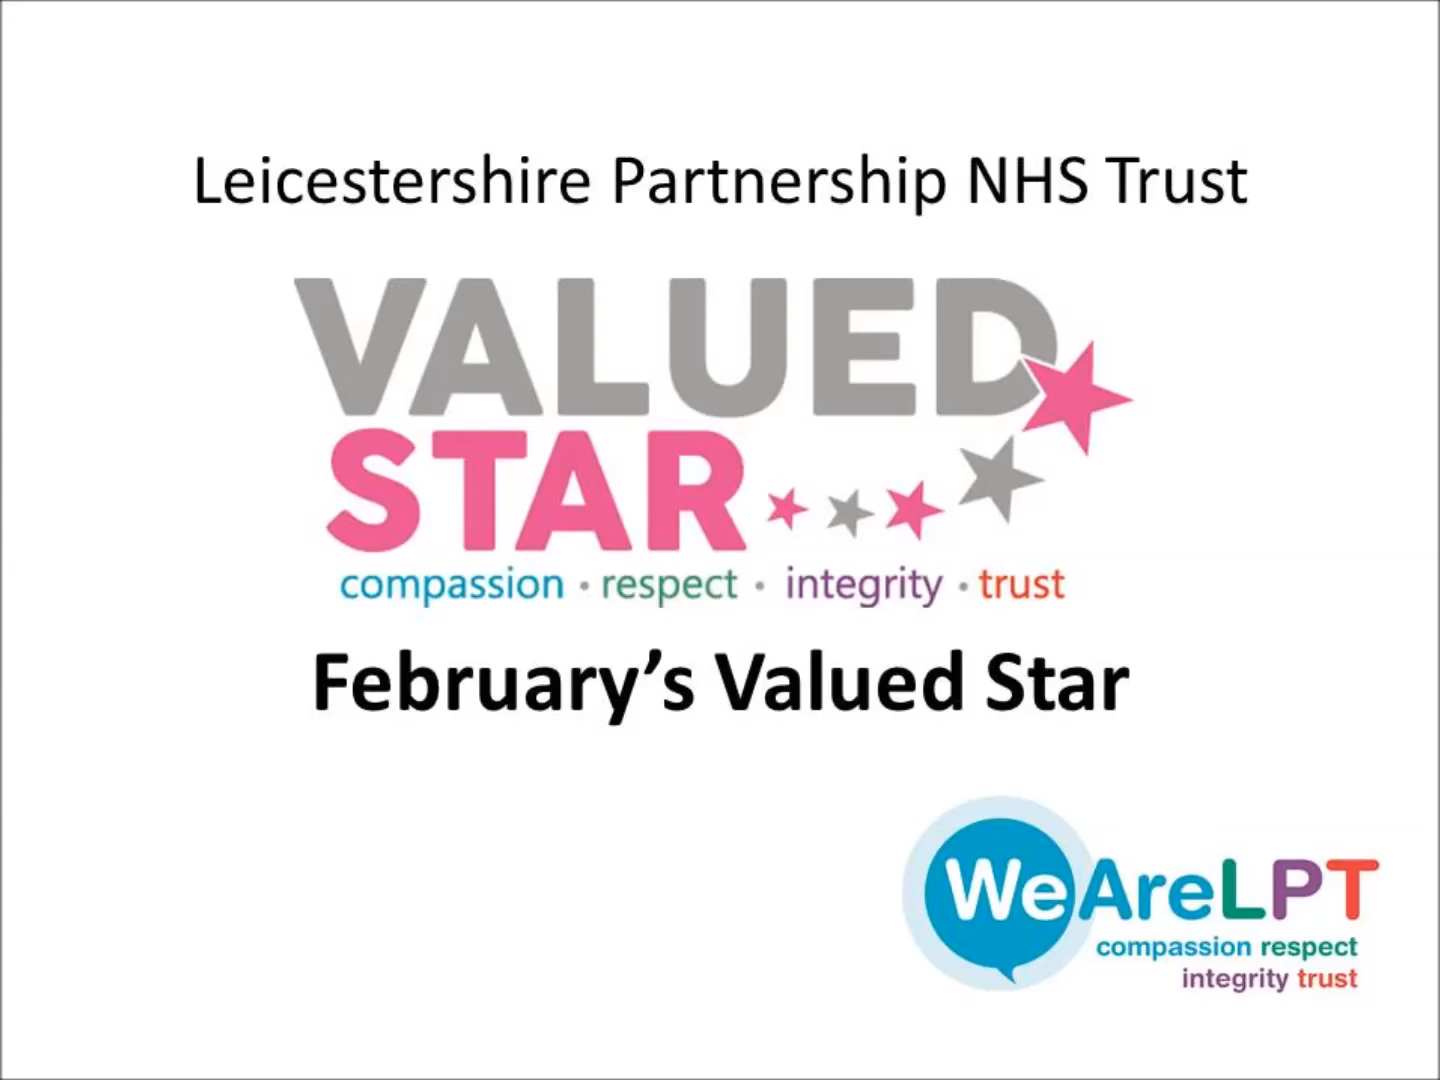 Leicestershire Partnership NHS Trust
VALUED
STAR
compassion · respect · integrity · trust
February’s Valued Star
WeAreLPT
compassion respect
integrity trust